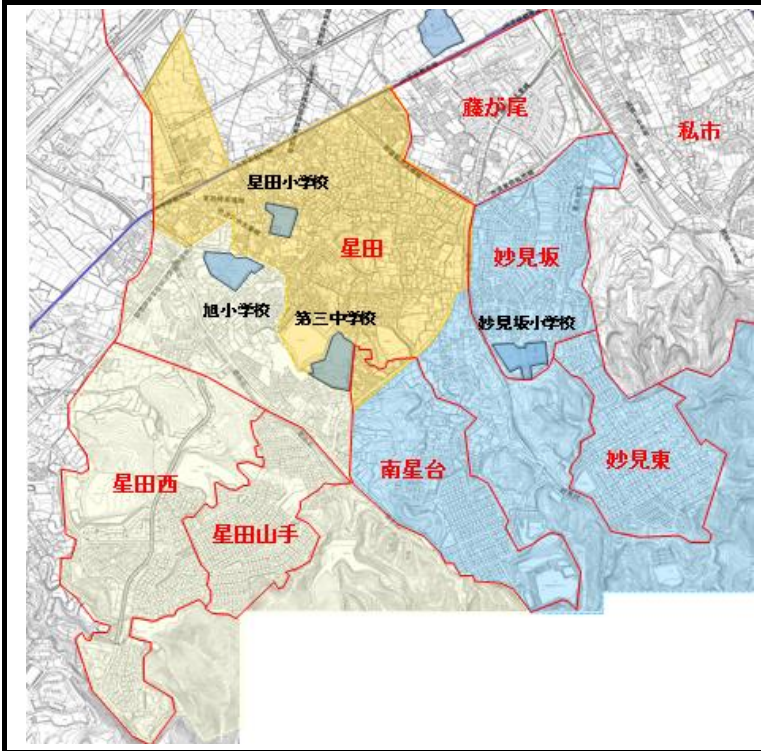 藤が尾
私市
星田小学校
星田
妙見坂
旭小学校
第三中学校
妙見坂小学校
南星台
妙見東
星田西
星田山手